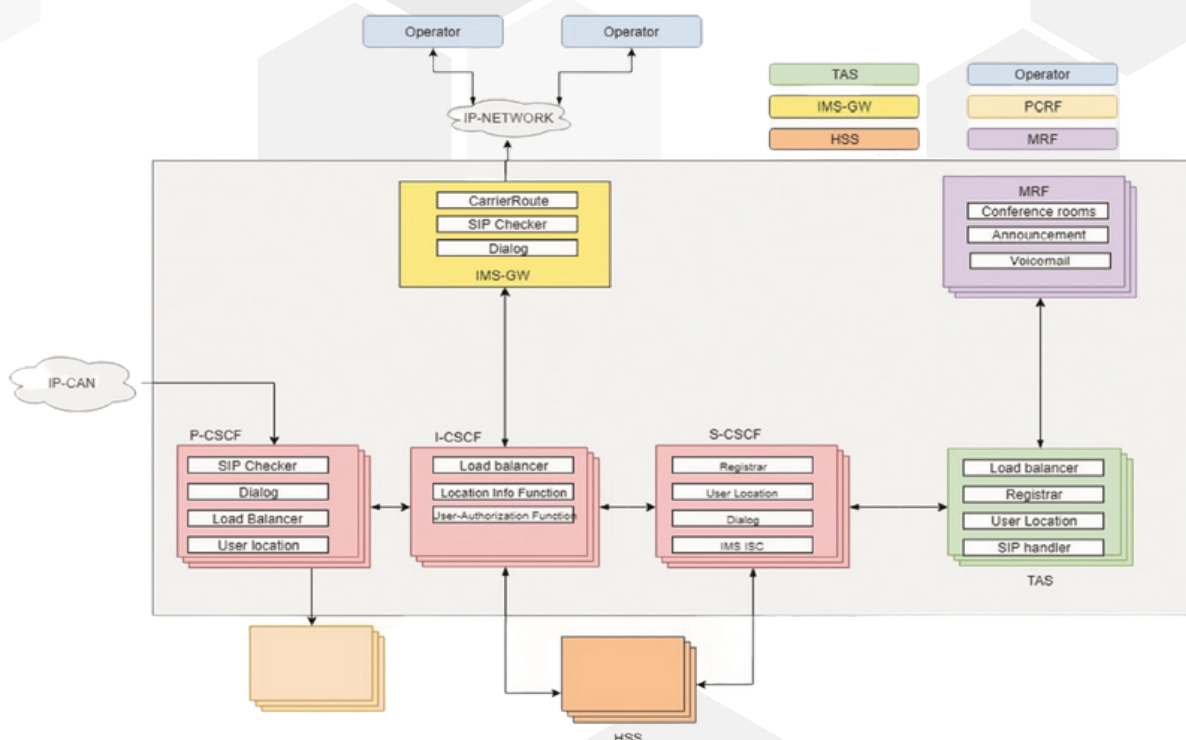 Operator
Operator
IP-NETWORK
TAS
Operator
IMS-GW
PCRF
HSS
MRF
CarrierRoute
SIP Checker
Dialog
IMS-GW
MRF
Conference rooms
Announcement
Voicemail
IP-CAN
P-CSCF
SIP Checker
Dialog
Load Balancer
User location
I-CSCF
Load balancer
Location Info Function
User-Authorization Function
S-CSCF
Registrar
User Location
Dialog
IMS ISC
Load balancer
Registrar
User Location
SIP handler
TAS
HSS